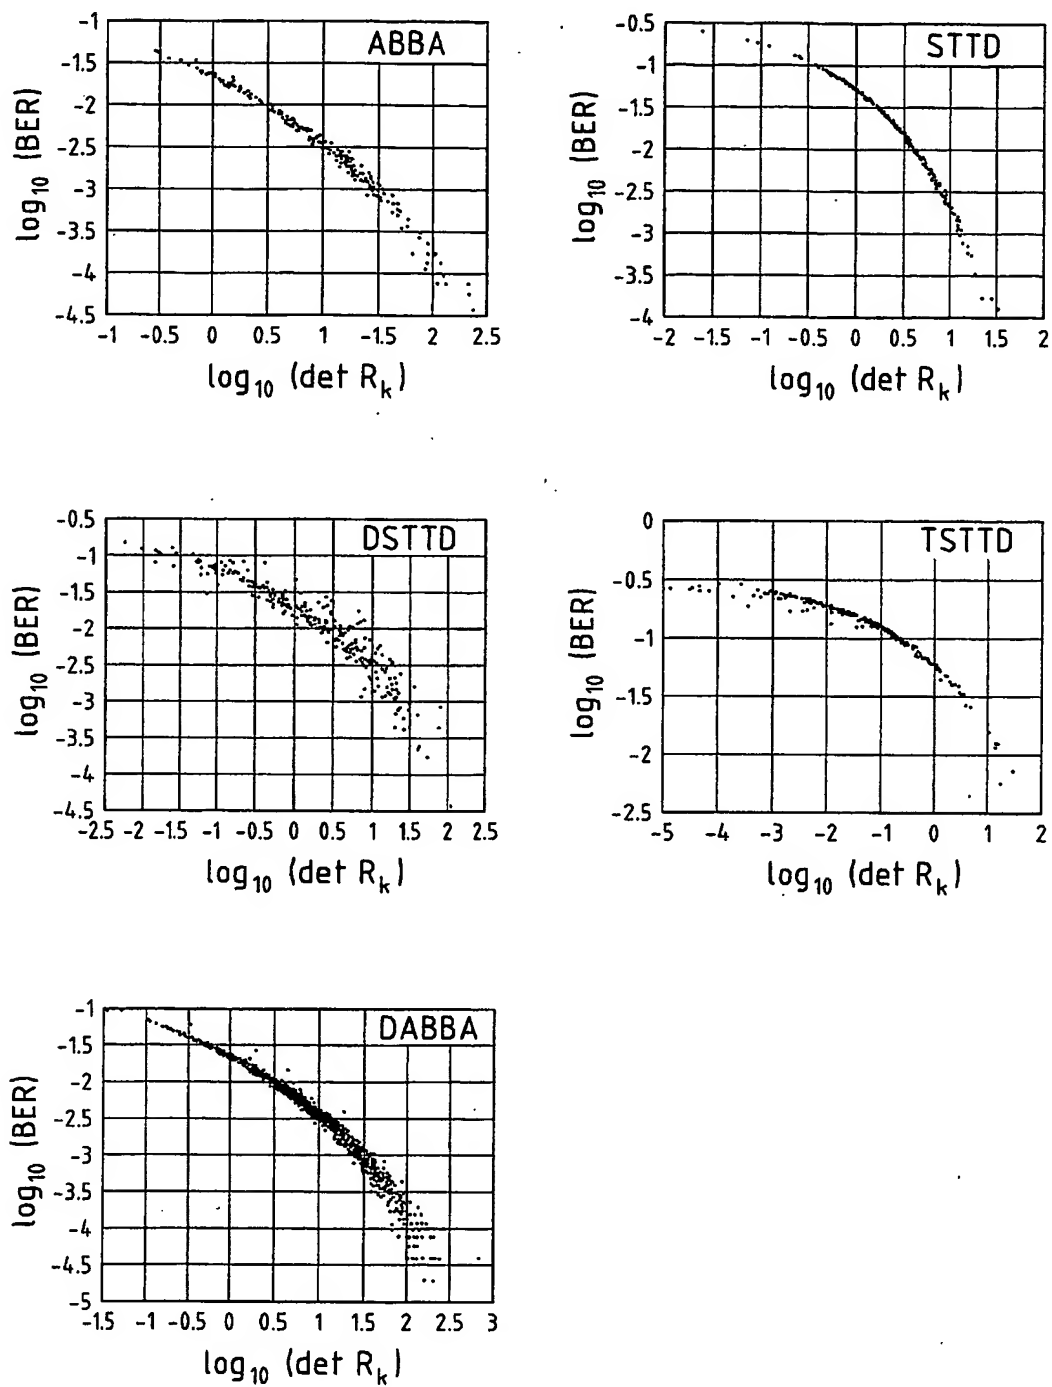 ABBA
-1
-1.5
-2
-2.5
-3
-3.5
-4
-4.5
log10 (BER)
-1 -0.5 0 0.5 1 -1.5 2 2.5
log10 (det Rk)
STTD
-0.5
-1
-1.5
-2
-2.5
-3
-3.5
-4
log10 (BER)
-2 -1.5 -1 -0.5 0 0.5 1 1.5 2
log10 (det Rk)
DSTTD
-0.5
-1
-1.5
-2
-2.5
-3
-3.5
-4
-4.5
log10 (BER)
-2.5 -2 -1.5 -1 -0.5 0 0.5 1 1.5 2 2.5
log10 (det Rk)
TSTTD
0
-0.5
-1
-1.5
-2
-2.5
log10 (BER)
-5 -4 -3 -2 -1 0 1 2
log10 (det Rk)
DABBA
-1
-1.5
-2
-2.5
-3
-3.5
-4
-4.5
-5
log10 (BER)
-1.5 -1 -0.5 0 0.5 1 1.5 2 2.5 3
log10 (det Rk)